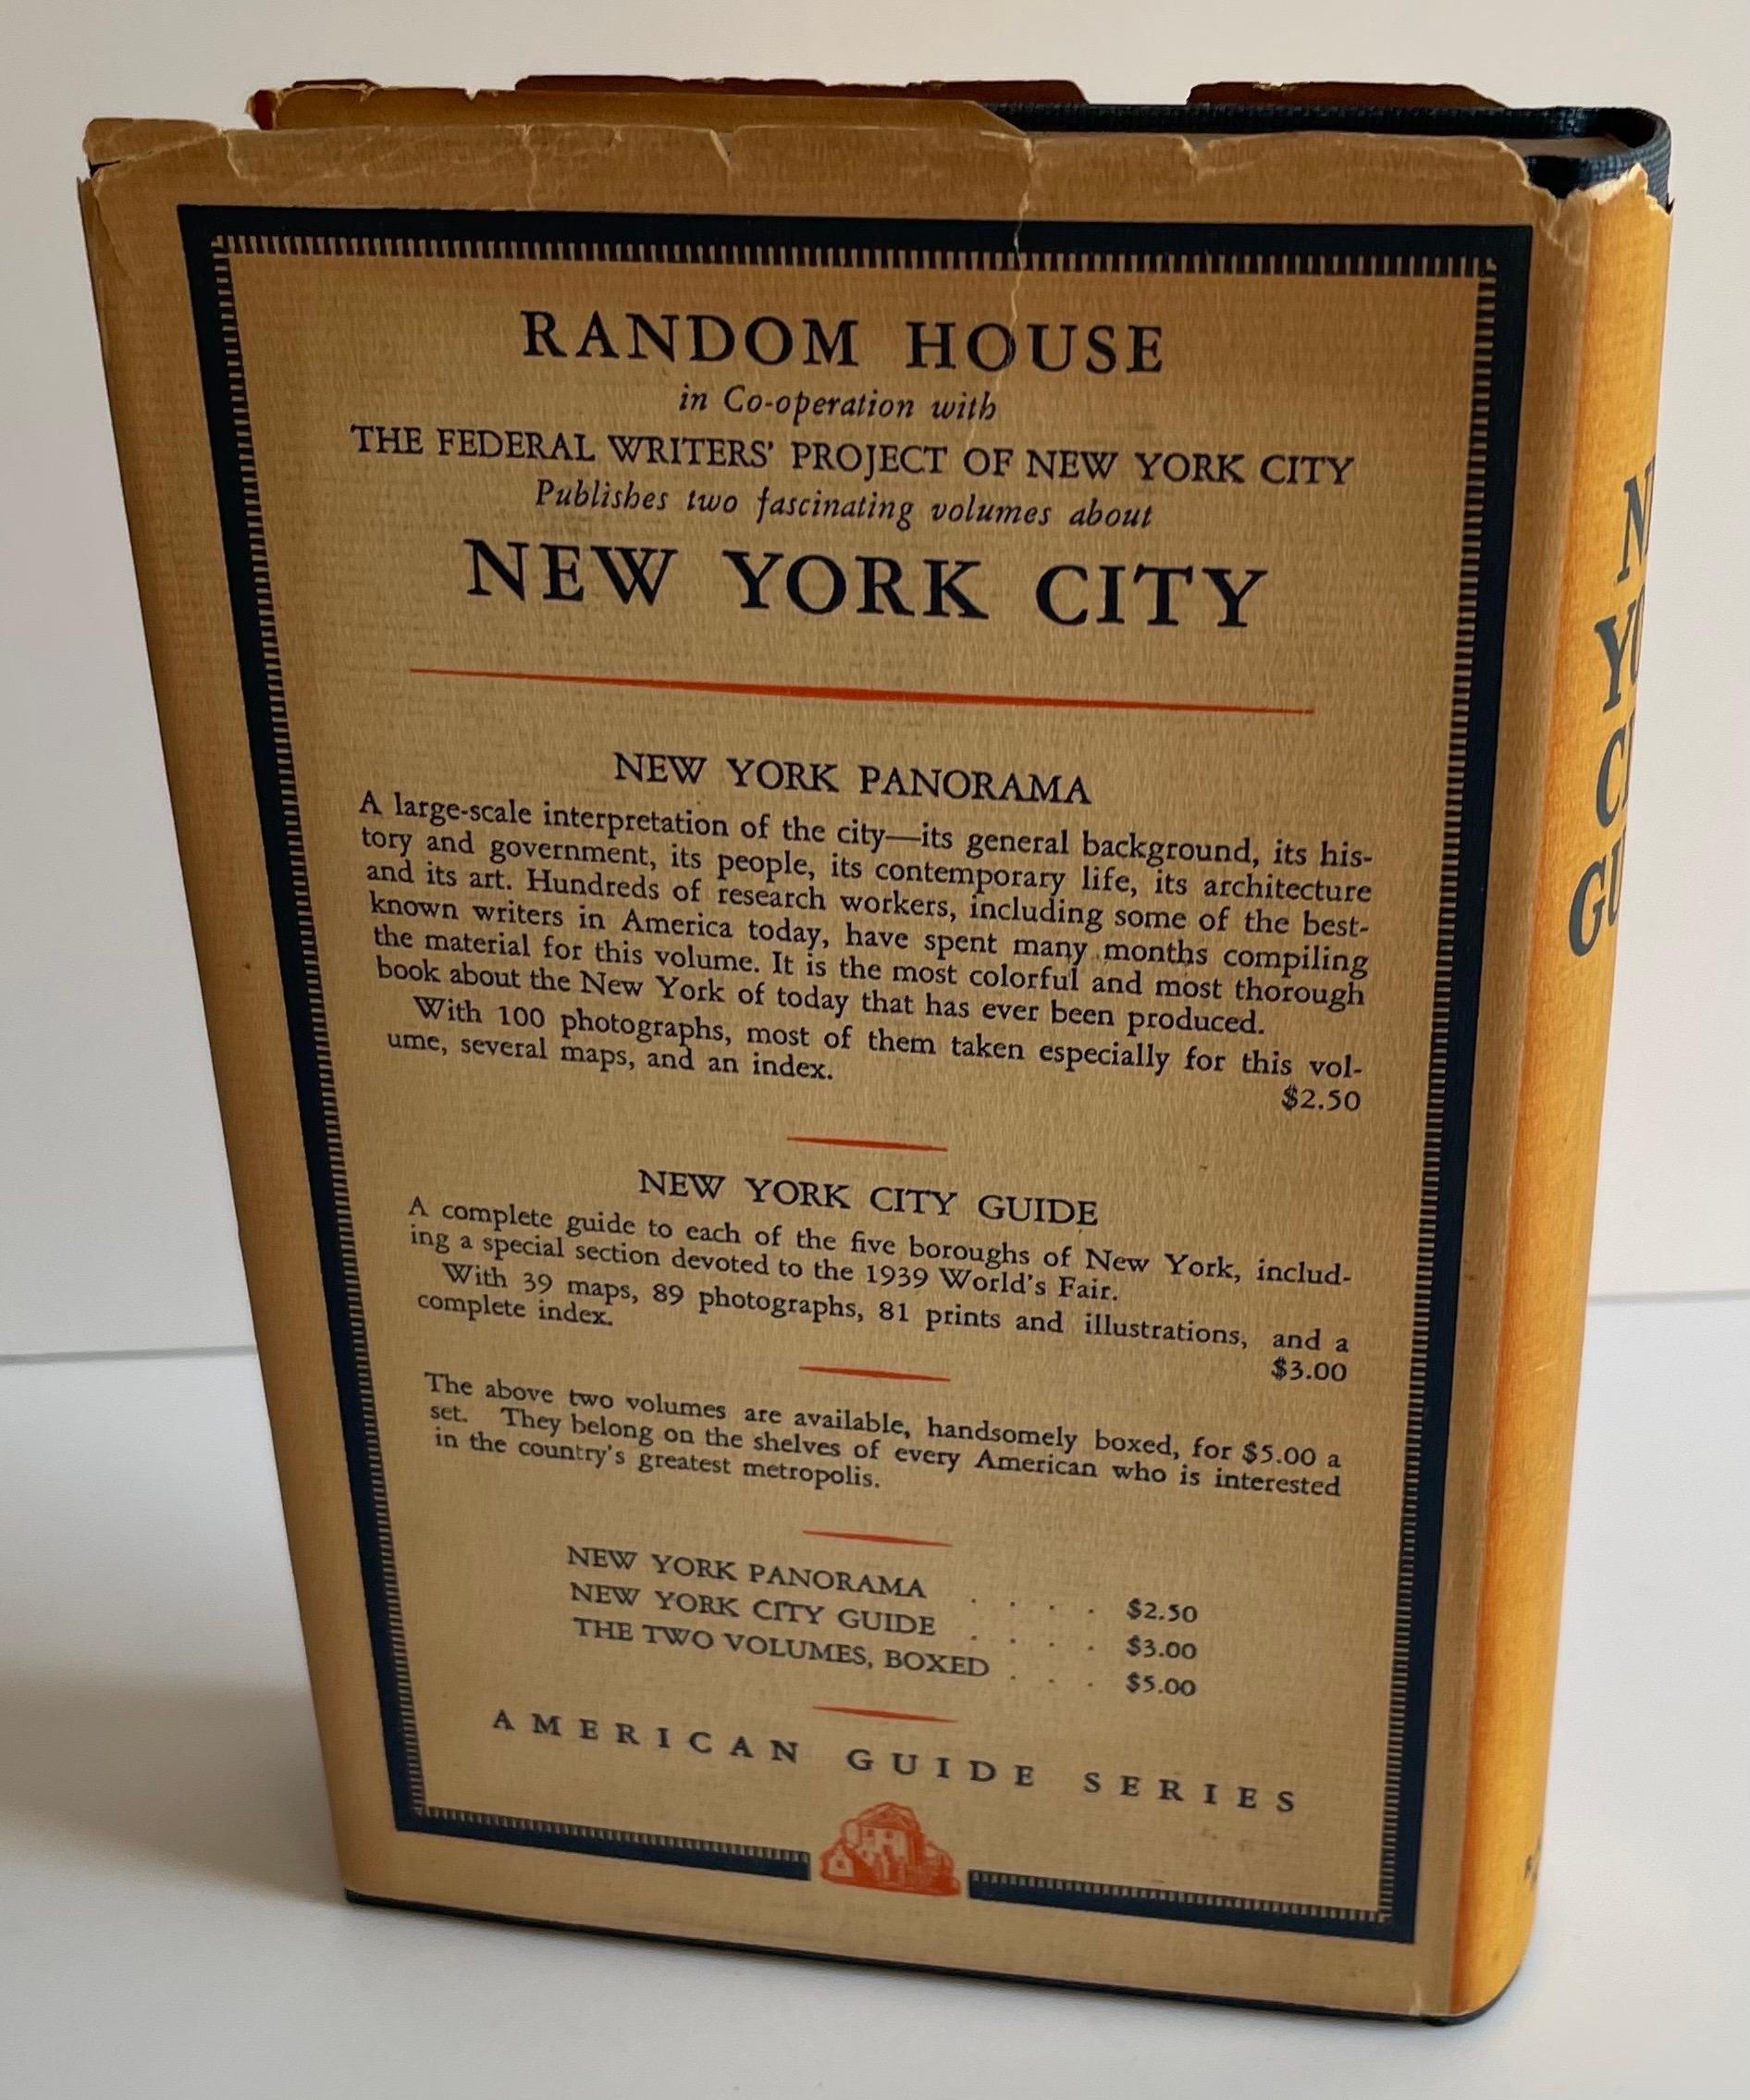 RANDOM HOUSE
in Co-operation with
THE FEDERAL WRITERS' PROJECT OF NEW YORK CITY
Publishes two fascinating volumes about
NEW YORK CITY
NEW YORK PANORAMA
A large-scale interpretation of the city—its general background, its his-
tory and government, its people, its contemporary life, its architecture
and its art. Hundreds of research workers, including some of the best-
known writers in America today, have spent many months compiling
the material for this volume. It is the most colorful and most thorough
book about the New York of today that has ever been produced.
With 100 photographs, most of them taken especially for this vol-
ume, several maps, and an index.
$2.50
NEW YORK CITY GUIDE
A complete guide to each of the five boroughs of New York, includ-
ing a special section devoted to the 1939 World's Fair.
With 39 maps, 89 photographs, 81 prints and illustrations, and a
complete index.
$3.00
The above two volumes are available, handsomely boxed, for $5.00 a
set. They belong on the shelves of every American who is interested
in the country's greatest metropolis.
NEW YORK PANORAMA . . . . $2.50
NEW YORK CITY GUIDE . . . . $3.00
THE TWO VOLUMES, BOXED . . . $5.00
AMERICAN GUIDE SERIES